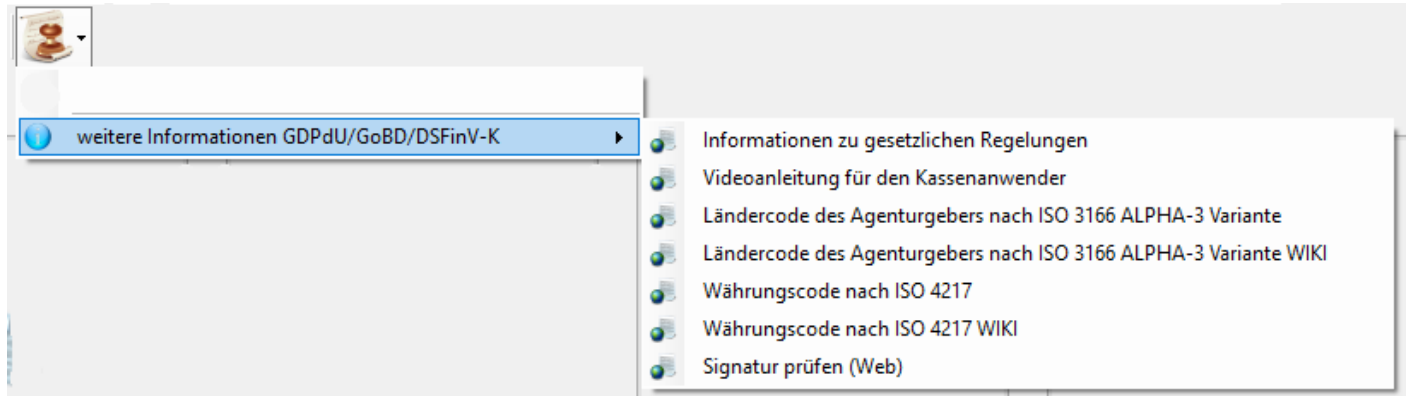 weitere Informationen GDPdU/GoBD/DSFinV-K
Informationen zu gesetzlichen Regelungen
Videoanleitung für den Kassenanwender
Ländercode des Agenturgebers nach ISO 3166 ALPHA-3 Variante
Ländercode des Agenturgebers nach ISO 3166 ALPHA-3 Variante WIKI
Währungscode nach ISO 4217
Währungscode nach ISO 4217 WIKI
Signatur prüfen (Web)